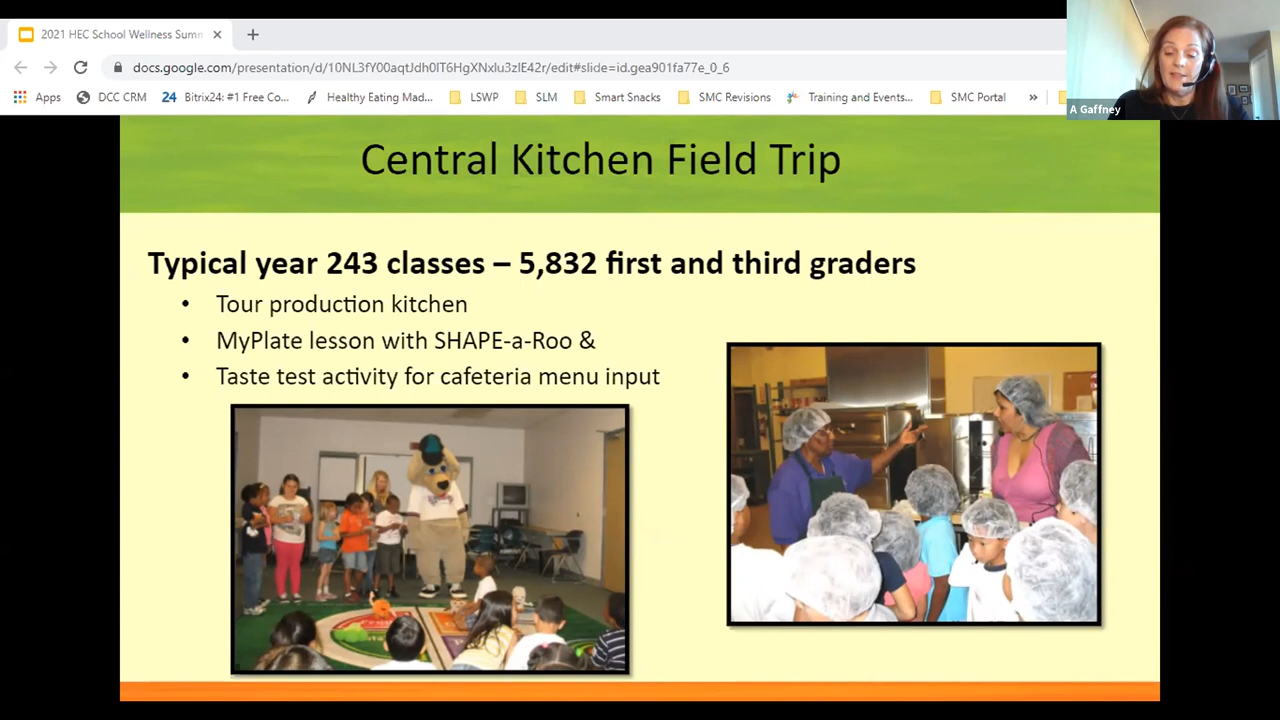 2021 HEC School Wellness Sum
A Gaffney
docs.google.com/presentation/d/10NL3fY00aqtJdh0lT6HgXNxlu3zlE42r/edit#slide=id.gea901fa77e_0_6
Apps DCC CRM 24 Bitrix24: #1 Free Co... Healthy Eating Mad... LSWP SLM Smart Snacks SMC Revisions Training and Events... SMC Portal »
Central Kitchen Field Trip
Typical year 243 classes – 5,832 first and third graders
• Tour production kitchen
• MyPlate lesson with SHAPE-a-Roo &
• Taste test activity for cafeteria menu input